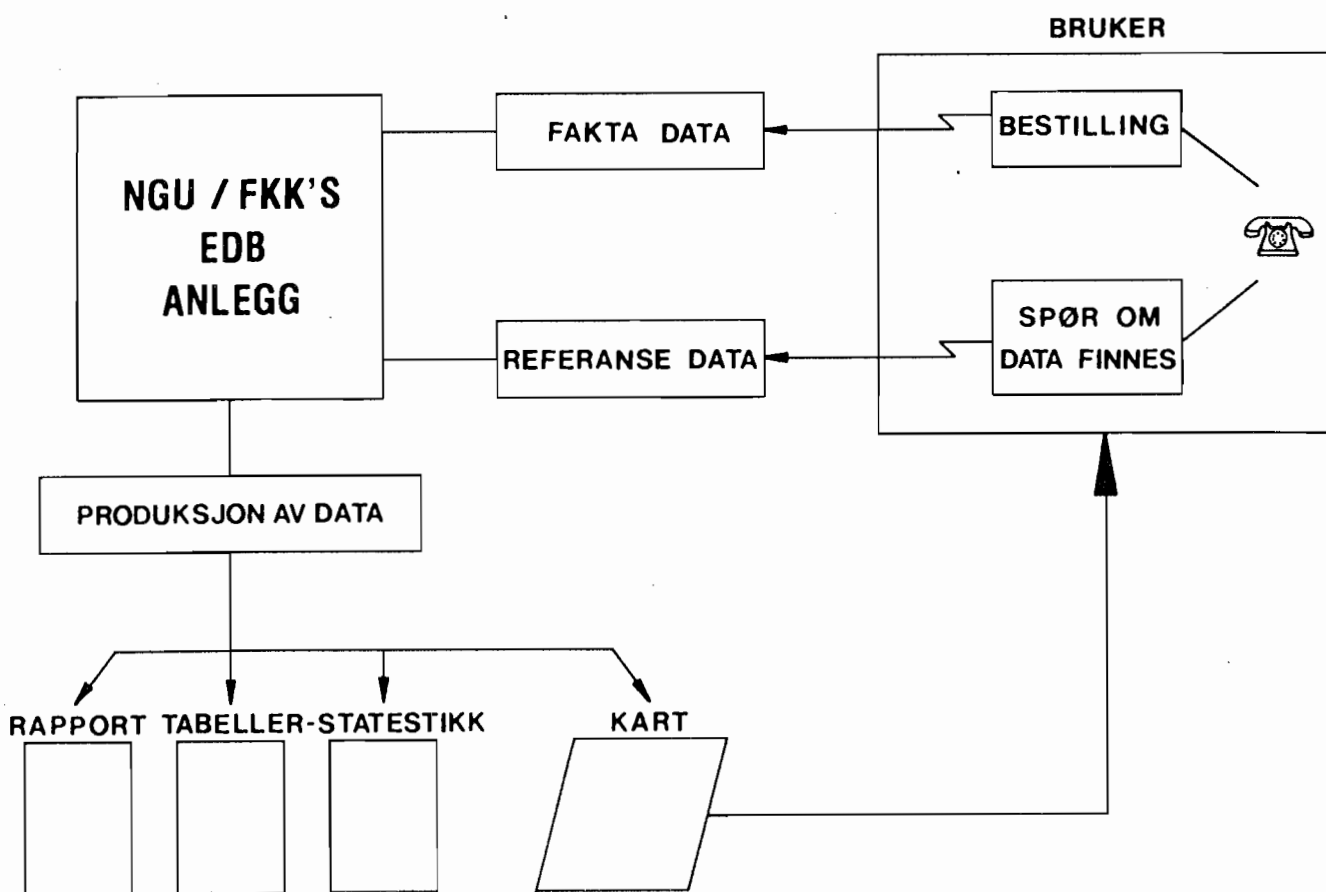 BRUKER
NGU / FKK'S
EDB
ANLEGG
FAKTA DATA
BESTILLING
REFERANSE DATA
SPØR OM
DATA FINNES
PRODUKSJON AV DATA
RAPPORT TABELLER-STATESTIKK KART